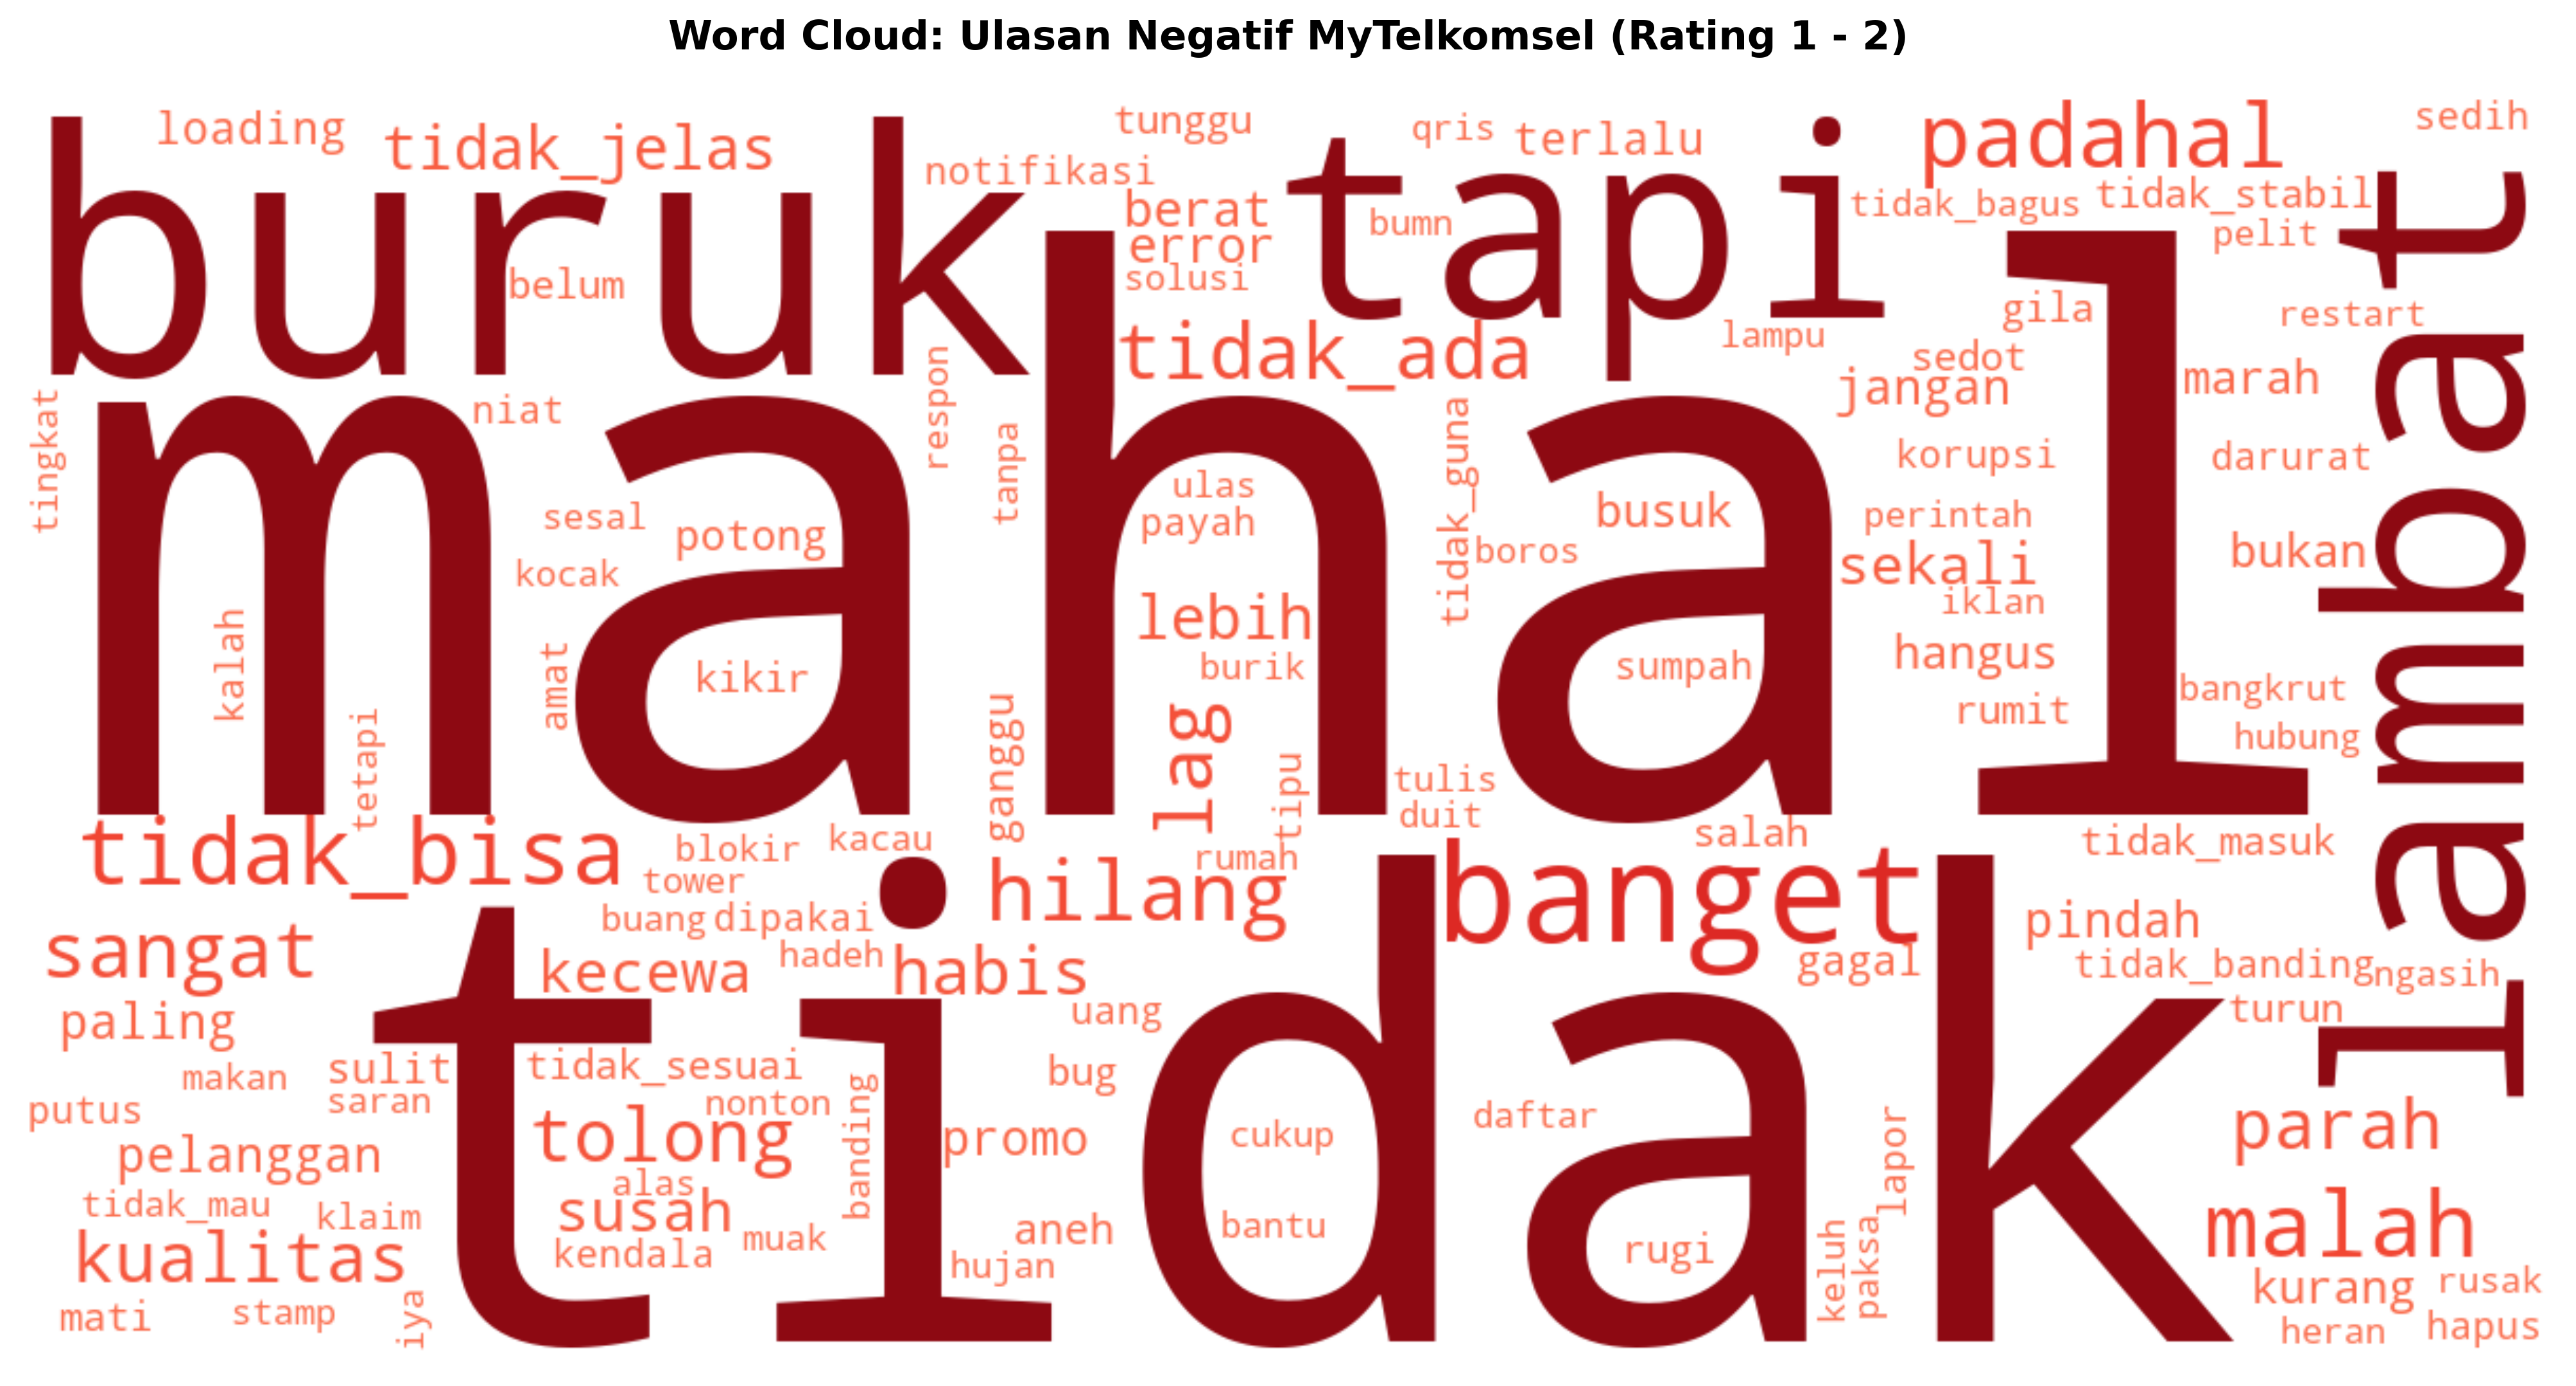 Word Cloud: Ulasan Negatif MyTelkomsel (Rating 1 - 2)
loading
tidak_jelas
buruk
belum
tunggu
notifikasi
qris
terlalu
padahal
sedih
berat
error
solusi
bumn
tapi
tidak_bagus
tidak_stabil
pelit
tidak_ada
lampu
gila
restart
sedot
jangan
marah
lambat
tingkat
niat
respon
tanpa
mahal
sesal
potong
kocak
ulas
payah
tidak_guna
busuk
boros
korupsi
darurat
perintah
sekali
bukan
iklan
kalah
tetapi
amat
kikir
lebih
burik
sumpah
hangus
bangkrut
rumit
hubung
ganggu
lag
tipu
tulis
duit
salah
tidak_masuk
tidak_bisa
blokir
kacau
tower
rumah
hilang
banget
buang
dipakai
sangat
kecewa
hadeh
habis
gagal
pindah
tidak_banding
ngasih
turun
paling
uang
tidak
makan
sulit
tidak_sesuai
bug
putus
saran
nonton
banding
tolong
promo
cukup
daftar
lapor
parah
pelanggan
alas
tidak_mau
klaim
susah
muak
aneh
bantu
malah
kualitas
kendala
hujan
rugi
keluh
paksa
kurang
rusak
mati
stamp
iya
heran
hapus